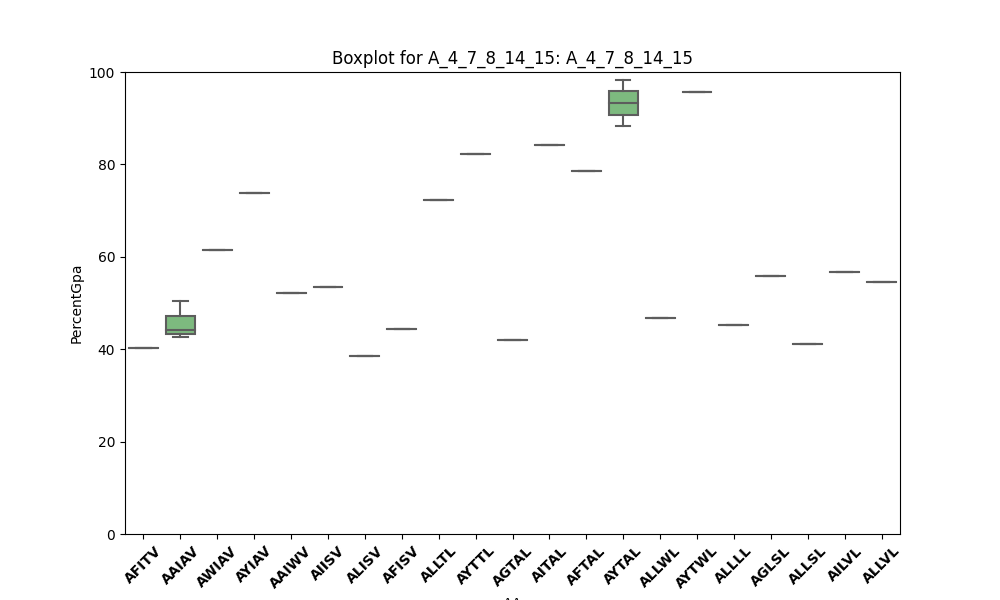 Boxplot for A_4_7_8_14_15: A_4_7_8_14_15
PercentGpa
100
80
60
40
20
0
AFITV
AAIAV
AWIAV
AYIAV
AAIWV
AIISV
ALISV
AFISV
ALLTL
AYTTL
AGTAL
AITAL
AFTAL
AYTAL
ALLWL
AYTWL
ALLLL
AGLSL
ALLSL
AILVL
ALLVL